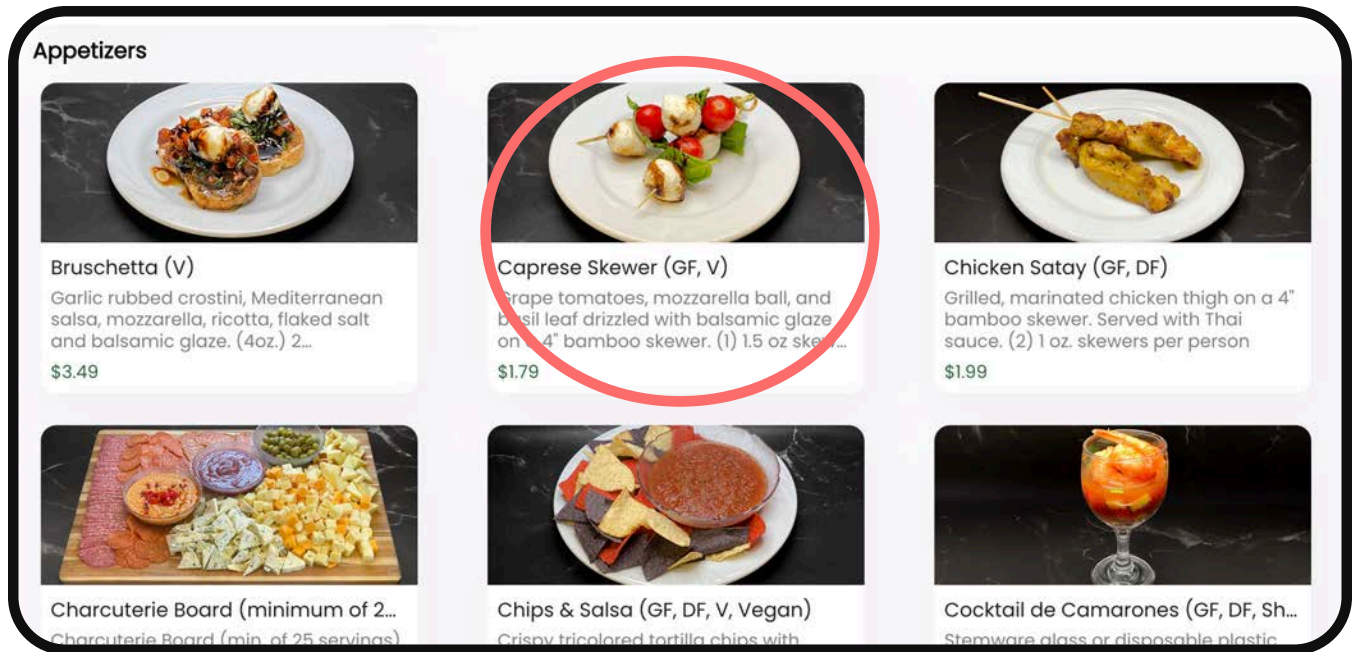 Appetizers
Bruschetta (V)
Garlic rubbed crostini, Mediterranean
salsa, mozzarella, ricotta, flaked salt
and balsamic glaze. (4oz.) 2...
$3.49
Caprese Skewer (GF, V)
Grape tomatoes, mozzarella ball, and
basil leaf drizzled with balsamic glaze
on a 4" bamboo skewer. (1) 1.5 oz skew...
$1.79
Chicken Satay (GF, DF)
Grilled, marinated chicken thigh on a 4"
bamboo skewer. Served with Thai
sauce. (2) 1 oz. skewers per person
$1.99
Charcuterie Board (minimum of 2...
Charcuterie Board (min. of 25 servings)
Chips & Salsa (GF, DF, V, Vegan)
Crispy tricolored tortilla chips with
Cocktail de Camarones (GF, DF, Sh...
Stemware glass or disposable plastic